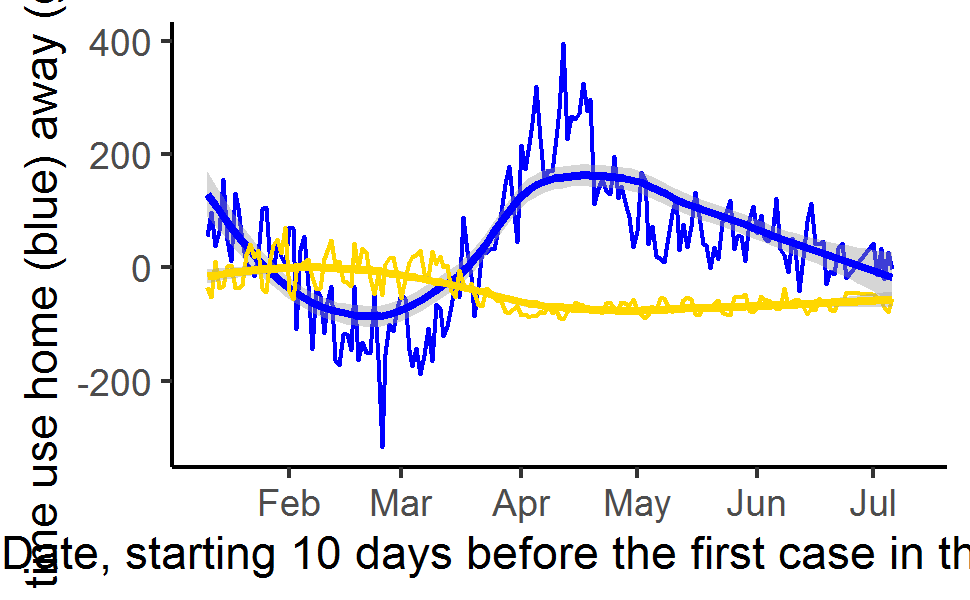 time use home (blue) away (
400
200
0
-200
Feb Mar Apr May Jun Jul
Date, starting 10 days before the first case in th